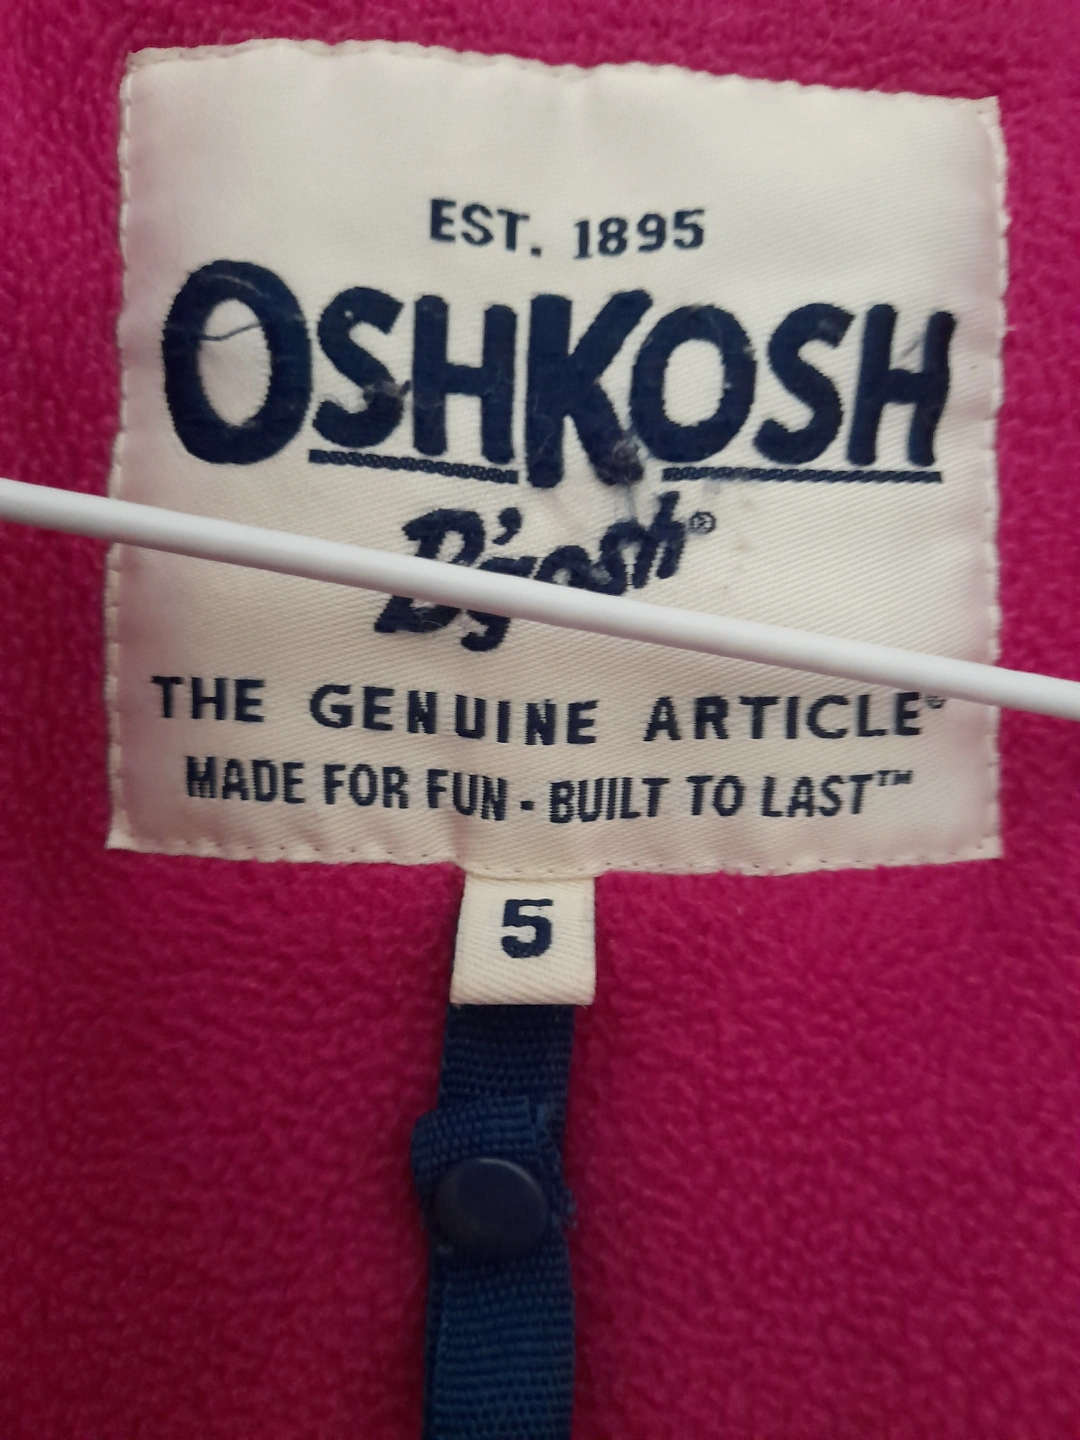 EST. 1895
OSHKOSH
B'gosh®
THE GENUINE ARTICLE®
MADE FOR FUN - BUILT TO LAST™
5